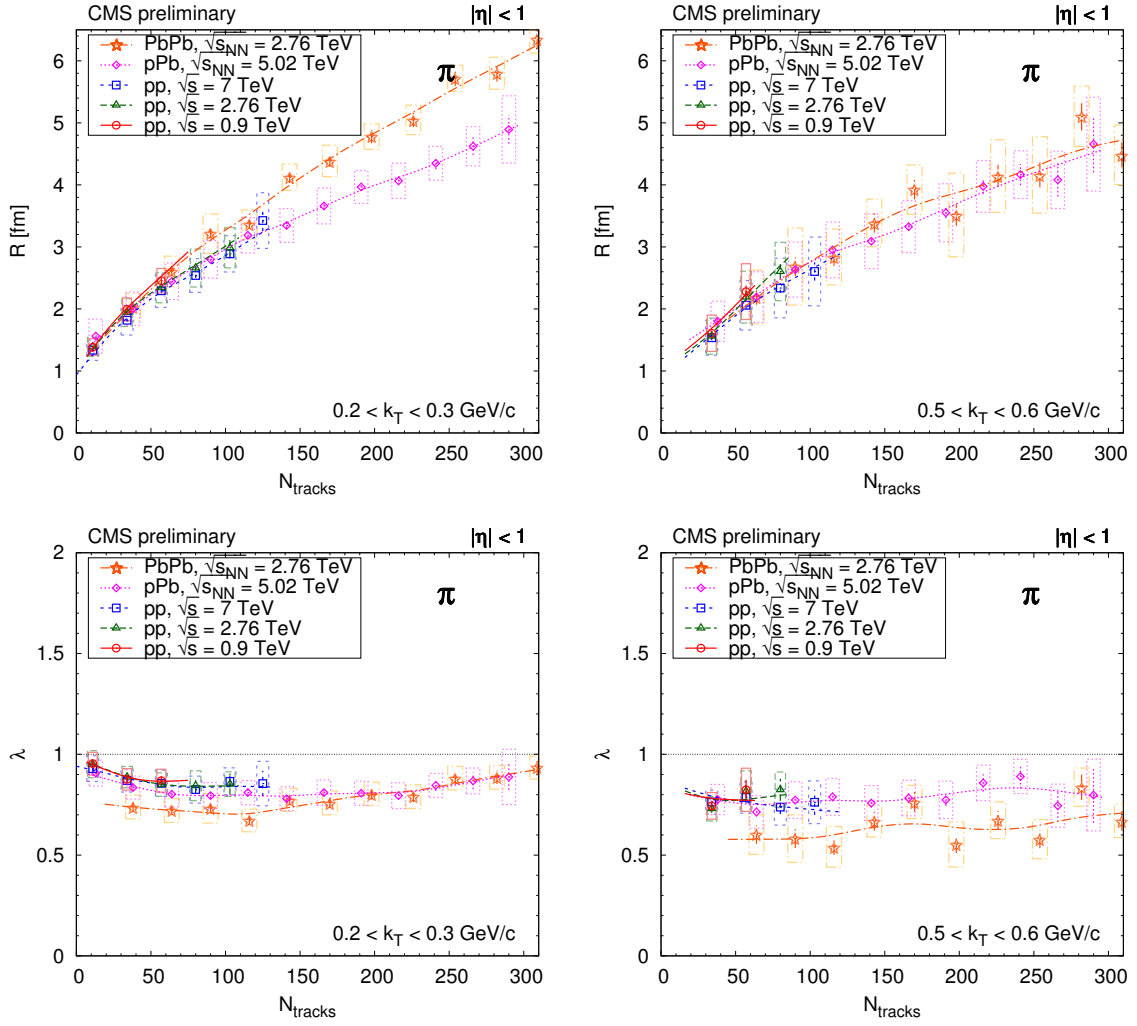 CMS preliminary |η| < 1
PbPb, √sNN = 2.76 TeV
pPb, √sNN = 5.02 TeV
pp, √s = 7 TeV
pp, √s = 2.76 TeV
pp, √s = 0.9 TeV
π
R [fm]
0
1
2
3
4
5
6
0.2 < kT < 0.3 GeV/c
0 50 100 150 200 250 300
Ntracks
CMS preliminary |η| < 1
PbPb, √sNN = 2.76 TeV
pPb, √sNN = 5.02 TeV
pp, √s = 7 TeV
pp, √s = 2.76 TeV
pp, √s = 0.9 TeV
π
R [fm]
0
1
2
3
4
5
6
0.5 < kT < 0.6 GeV/c
0 50 100 150 200 250 300
Ntracks
CMS preliminary |η| < 1
PbPb, √sNN = 2.76 TeV
pPb, √sNN = 5.02 TeV
pp, √s = 7 TeV
pp, √s = 2.76 TeV
pp, √s = 0.9 TeV
π
λ
0
0.5
1
1.5
2
0.2 < kT < 0.3 GeV/c
0 50 100 150 200 250 300
Ntracks
CMS preliminary |η| < 1
PbPb, √sNN = 2.76 TeV
pPb, √sNN = 5.02 TeV
pp, √s = 7 TeV
pp, √s = 2.76 TeV
pp, √s = 0.9 TeV
π
λ
0
0.5
1
1.5
2
0.5 < kT < 0.6 GeV/c
0 50 100 150 200 250 300
Ntracks